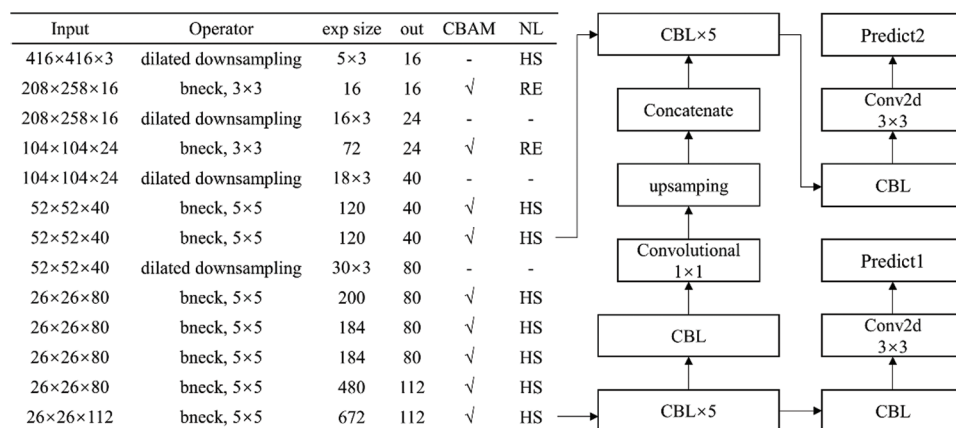 Input Operator exp size out CBAM NL
416×416×3 dilated downsampling 5×3 16 - HS
208×258×16 bneck, 3×3 16 16 √ RE
208×258×16 dilated downsampling 16×3 24 - -
104×104×24 bneck, 3×3 72 24 √ RE
104×104×24 dilated downsampling 18×3 40 - -
52×52×40 bneck, 5×5 120 40 √ HS
52×52×40 bneck, 5×5 120 40 √ HS
52×52×40 dilated downsampling 30×3 80 - -
26×26×80 bneck, 5×5 200 80 √ HS
26×26×80 bneck, 5×5 184 80 √ HS
26×26×80 bneck, 5×5 184 80 √ HS
26×26×80 bneck, 5×5 480 112 √ HS
26×26×112 bneck, 5×5 672 112 √ HS
CBL×5
Concatenate
upsamping
Convolutional
1×1
CBL
CBL×5
Predict2
Conv2d
3×3
CBL
Predict1
Conv2d
3×3
CBL